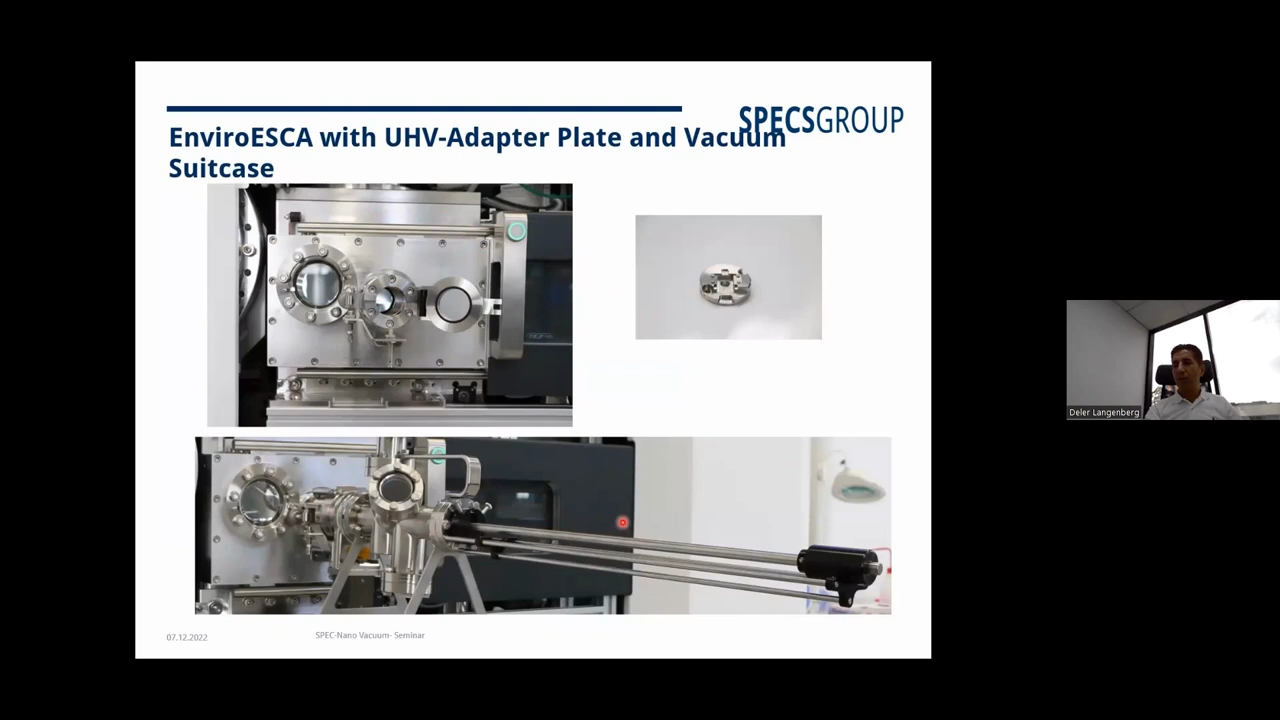 SPECSGROUP
EnviroESCA with UHV-Adapter Plate and Vacuum
Suitcase
Deler Langenberg
07.12.2022
SPEC-Nano Vacuum- Seminar